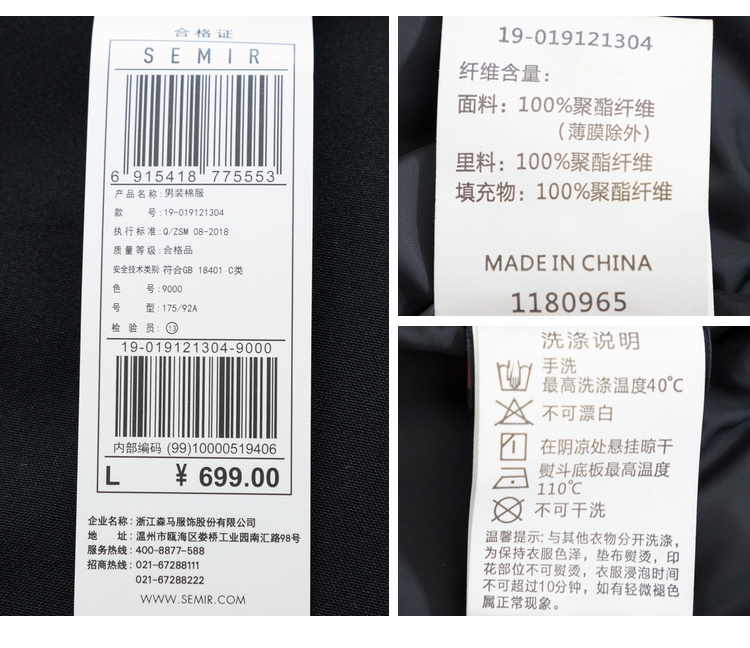 合格证
SEMIR
6 915418 775553
产品名称:男装棉服
款 号:19-019121304
执行标准:Q/ZSM 08-2018
质量等级:合格品
安全技术类别:符合GB 18401 C类
色 号:9000
号 型:175/92A
检 验 员:⑬
19-019121304-9000
内部编码 (99)10000519406
L ¥ 699.00
企业名称:浙江森马服饰股份有限公司
地 址:温州市瓯海区娄桥工业园南汇路98号
服务热线:400-8877-588
招商热线:021-67288111
021-67288222
WWW.SEMIR.COM
19-019121304
纤维含量:
面料:100%聚酯纤维
(薄膜除外)
里料:100%聚酯纤维
填充物:100%聚酯纤维
MADE IN CHINA
1180965
洗涤说明
手洗
最高洗涤温度40℃
不可漂白
在阴凉处悬挂晾干
熨斗底板最高温度
110℃
不可干洗
温馨提示:与其他衣物分开洗涤,
为保持衣服色泽,垫布熨烫,印
花部位不可熨烫,衣服浸泡时间
不可超过10分钟,如有轻微褪色
属正常现象。